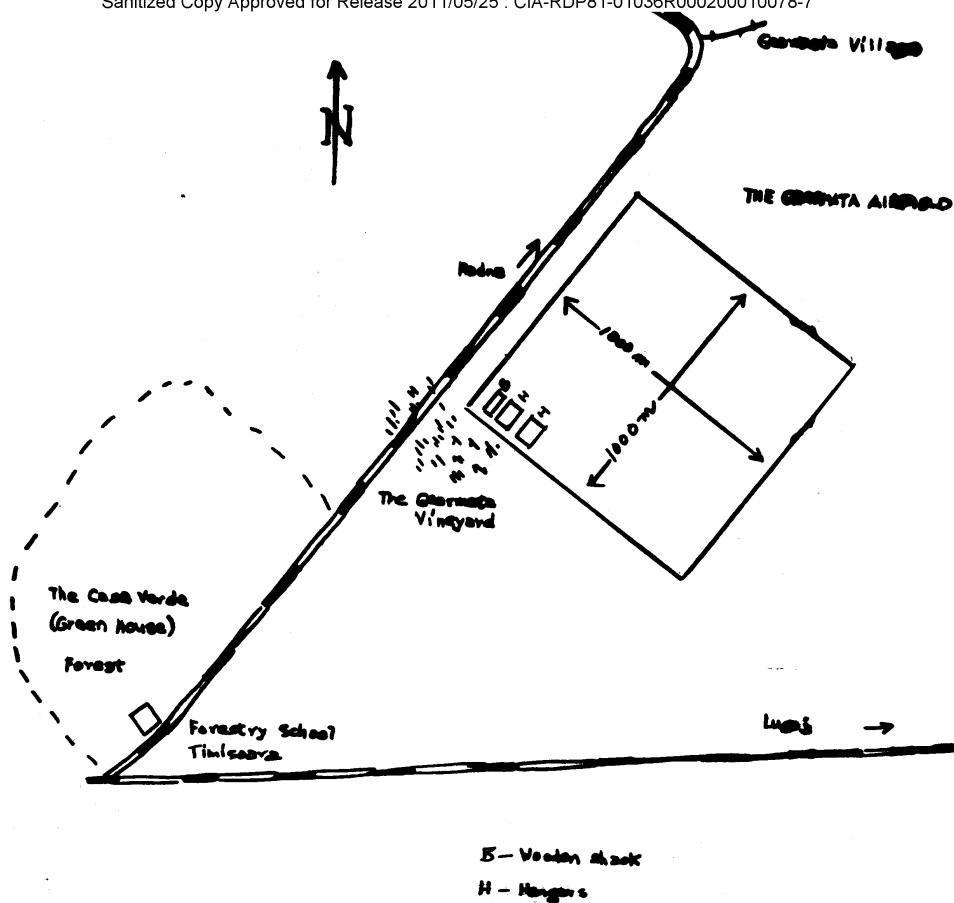 Sanitized Copy Approved for Release 2011/05/25 : CIA-RDP81-01036R000200010078-7
Village
N
THE AIRFIELD
Radna
1000 m
1000 m
B
H
H
The
Vineyard
The Casa Verde
(Green House)
Forest
Forestry School
Timisoara
Lugoj
B - Wooden shack
H - Hangars